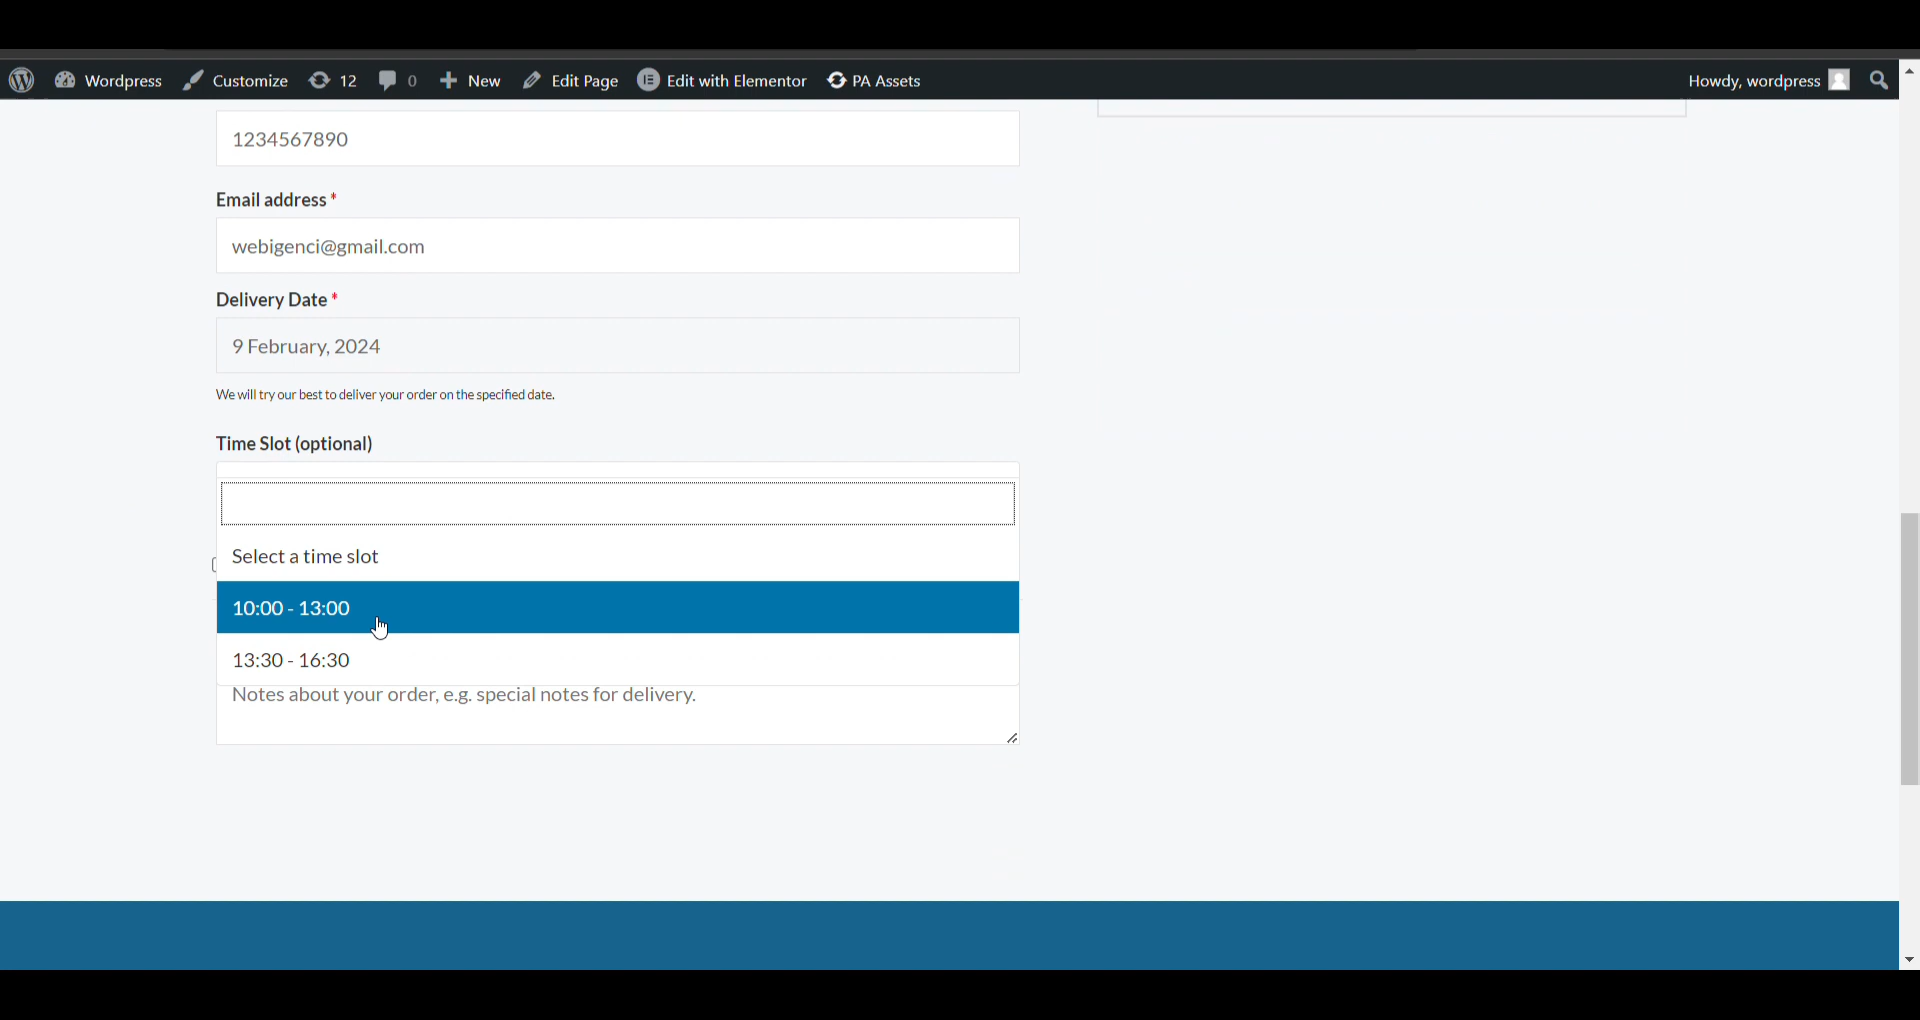 Wordpress Customize 12 0 New Edit Page Edit with Elementor PA Assets Howdy, wordpress
1234567890
Email address *
webigenci@gmail.com
Delivery Date *
9 February, 2024
We will try our best to deliver your order on the specified date.
Time Slot (optional)
Select a time slot
10:00 - 13:00
13:30 - 16:30
Notes about your order, e.g. special notes for delivery.